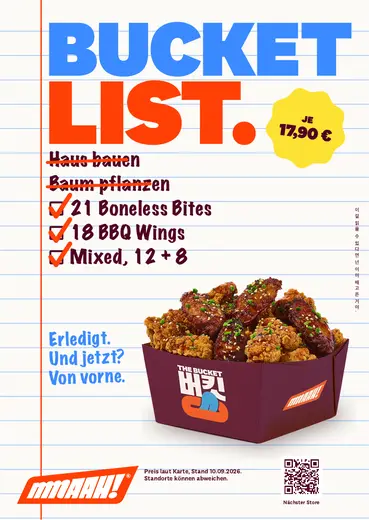 BUCKET
LIST.
JE
17,90 €
Haus bauen
Baum pflanzen
21 Boneless Bites
18 BBQ Wings
Mixed, 12 + 8
Erledigt.
Und jetzt?
Von vorne.
THE BUCKET
버킷
MMAAH!
MMAAH!®
Preis laut Karte, Stand 10.09.2026.
Standorte können abweichen.
Nächster Store